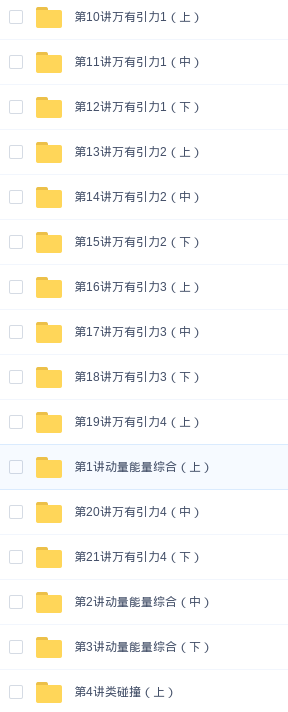 第10讲万有引力1（上）
第11讲万有引力1（中）
第12讲万有引力1（下）
第13讲万有引力2（上）
第14讲万有引力2（中）
第15讲万有引力2（下）
第16讲万有引力3（上）
第17讲万有引力3（中）
第18讲万有引力3（下）
第19讲万有引力4（上）
第1讲动量能量综合（上）
第20讲万有引力4（中）
第21讲万有引力4（下）
第2讲动量能量综合（中）
第3讲动量能量综合（下）
第4讲类碰撞（上）